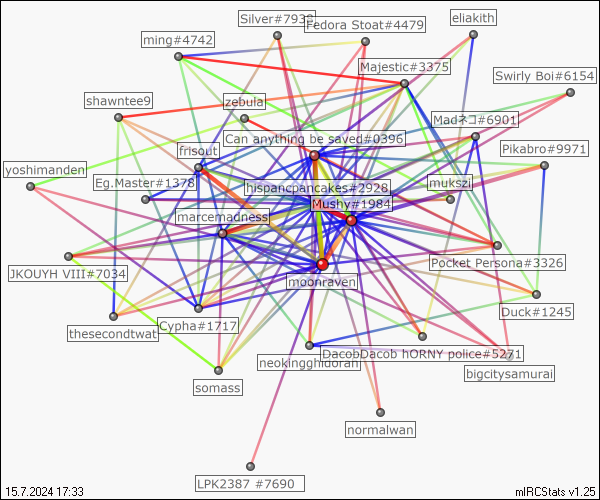 Silver#7938
Fedora Stoat#4479
eliakith
ming#4742
Majestic#3375
Swirly Boi#6154
shawntee9
zebula
Madネコ#6901
Can anything be saved#0396
frisout
Pikabro#9971
yoshimanden
Eg.Master#1378
hispanicpancakes#2928
mukszi
Mushy#1984
marcemadness
Pocket Persona#3326
JKOUYH VIII#7034
moonraven
Duck#1245
thesecondtwat
Cypha#1717
neokingghidorah
DacobDacob hORNY police#5271
bigcitysamurai
somass
normalwan
LPK2387 #7690
15.7.2024 17:33
mIRCStats v1.25